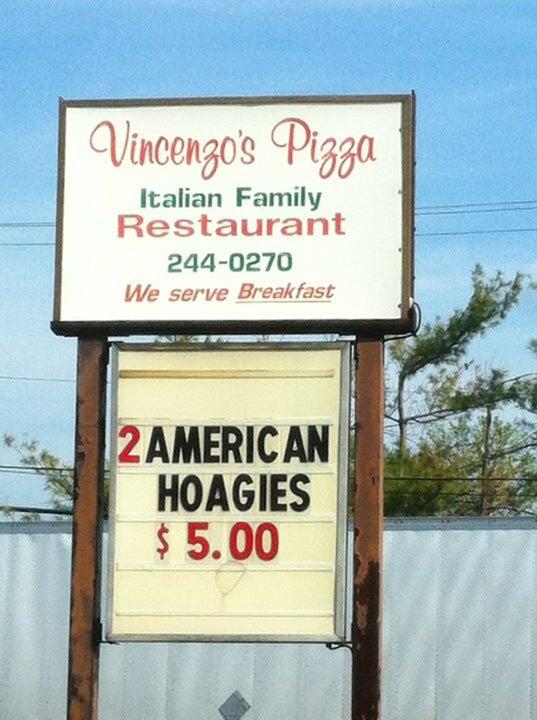 Vincenzo's Pizza
Italian Family
Restaurant
244-0270
We serve Breakfast
2 AMERICAN
HOAGIES
$ 5.00